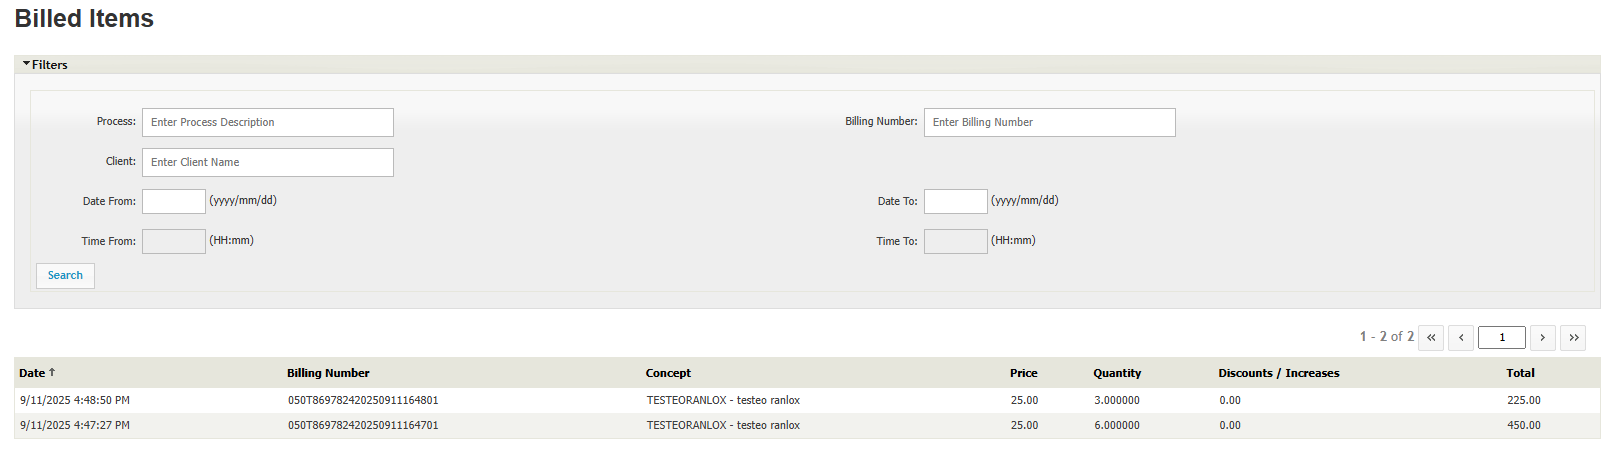 Billed Items
Filters
Process: Enter Process Description Billing Number: Enter Billing Number
Client: Enter Client Name
Date From: (yyyy/mm/dd) Date To: (yyyy/mm/dd)
Time From: (HH:mm) Time To: (HH:mm)
Search
1 - 2 of 2 « ‹ 1 › »
Date ↑ Billing Number Concept Price Quantity Discounts / Increases Total
9/11/2025 4:48:50 PM 050T869782420250911164801 TESTEORANLOX - testeo ranlox 25.00 3.000000 0.00 225.00
9/11/2025 4:47:27 PM 050T869782420250911164701 TESTEORANLOX - testeo ranlox 25.00 6.000000 0.00 450.00